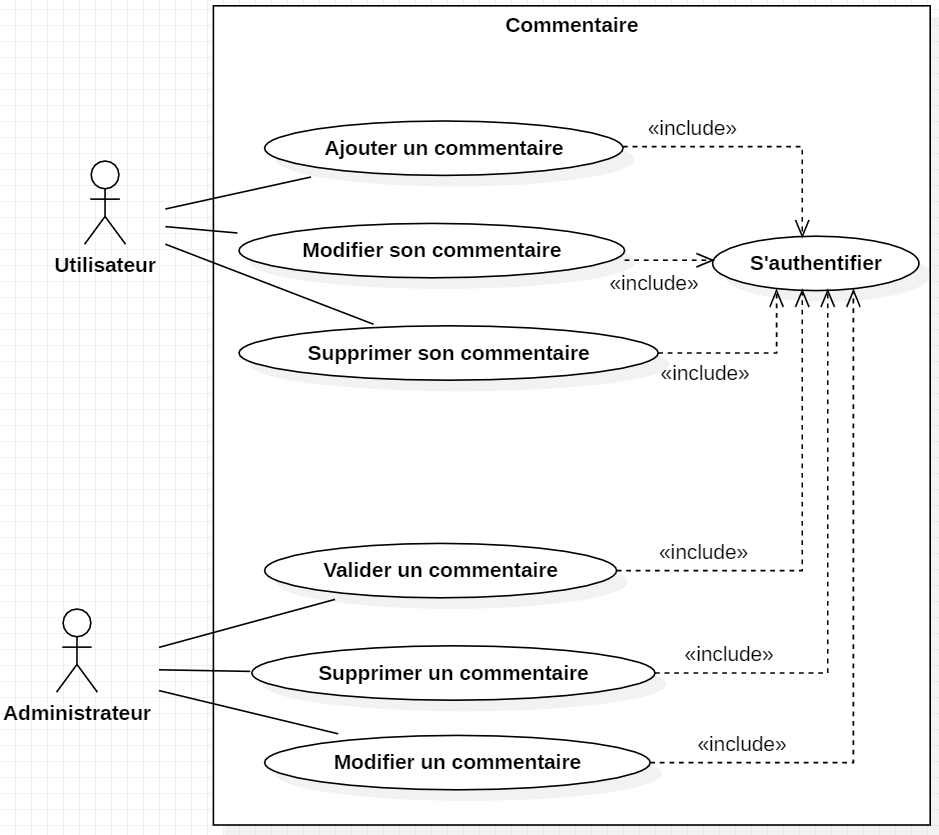 Commentaire
Ajouter un commentaire
«include»
Utilisateur
Modifier son commentaire
«include»
S'authentifier
Supprimer son commentaire
«include»
Valider un commentaire
«include»
Administrateur
Supprimer un commentaire
«include»
Modifier un commentaire
«include»